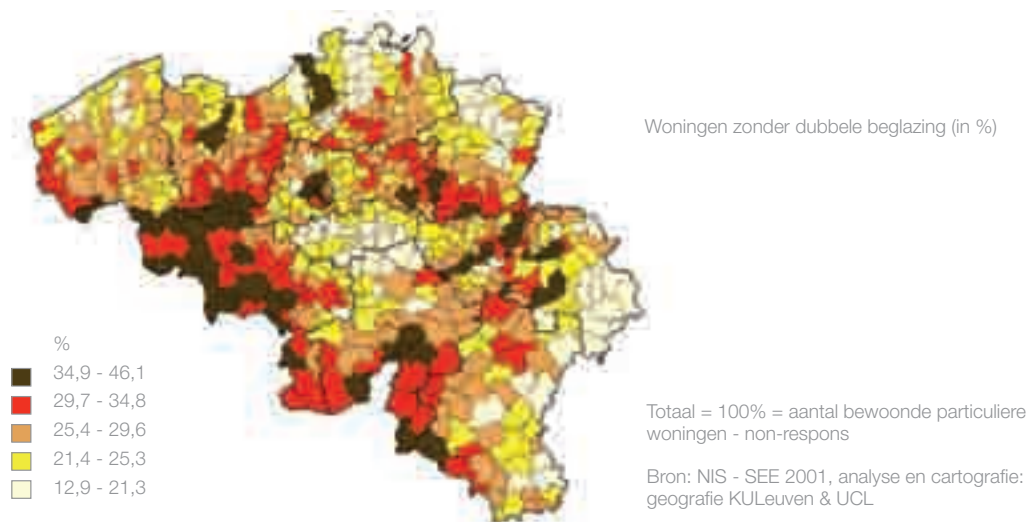 Woningen zonder dubbele beglazing (in %)
%
34,9 - 46,1
29,7 - 34,8
25,4 - 29,6
21,4 - 25,3
12,9 - 21,3
Totaal = 100% = aantal bewoonde particuliere
woningen - non-respons
Bron: NIS - SEE 2001, analyse en cartografie:
geografie KULeuven & UCL